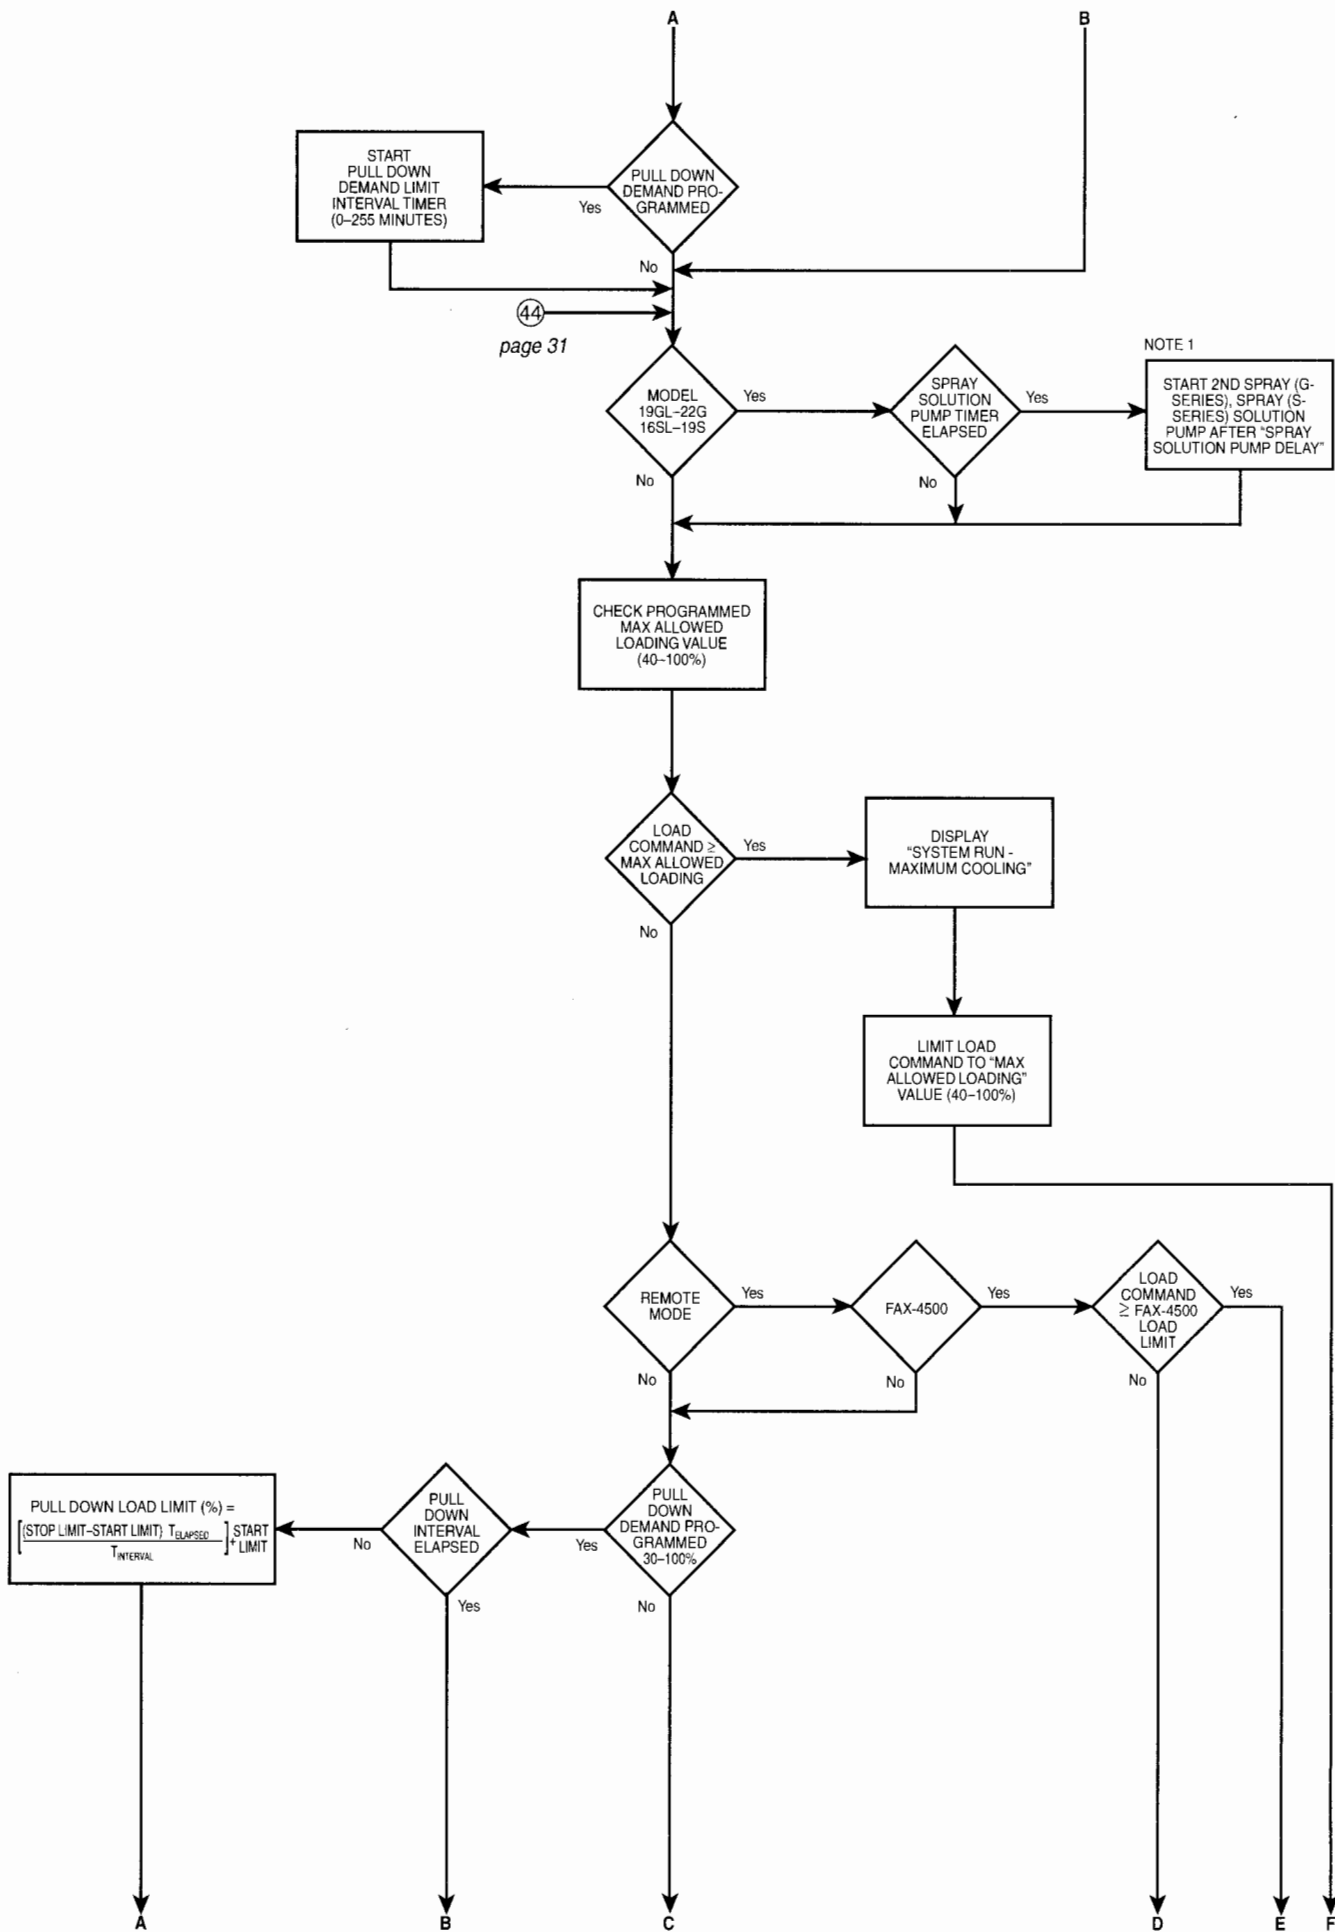 A
B
START
PULL DOWN
DEMAND LIMIT
INTERVAL TIMER
(0–255 MINUTES)
Yes
PULL DOWN
DEMAND PRO-
GRAMMED
No
44
page 31
MODEL
19GL–22G
16SL–19S
Yes
No
SPRAY
SOLUTION
PUMP TIMER
ELAPSED
Yes
No
NOTE 1
START 2ND SPRAY (G-
SERIES), SPRAY (S-
SERIES) SOLUTION
PUMP AFTER “SPRAY
SOLUTION PUMP DELAY”
CHECK PROGRAMMED
MAX ALLOWED
LOADING VALUE
(40–100%)
LOAD
COMMAND ≥
MAX ALLOWED
LOADING
Yes
No
DISPLAY
“SYSTEM RUN -
MAXIMUM COOLING”
LIMIT LOAD
COMMAND TO “MAX
ALLOWED LOADING”
VALUE (40–100%)
REMOTE
MODE
Yes
No
FAX-4500
Yes
No
LOAD
COMMAND
≥ FAX-4500
LOAD
LIMIT
Yes
No
PULL DOWN LOAD LIMIT (%) =
[(STOP LIMIT–START LIMIT) T ELAPSED
T INTERVAL
] + START
LIMIT
No
PULL
DOWN
INTERVAL
ELAPSED
Yes
Yes
PULL
DOWN
DEMAND PRO-
GRAMMED
30–100%
No
A
B
C
D
E
F